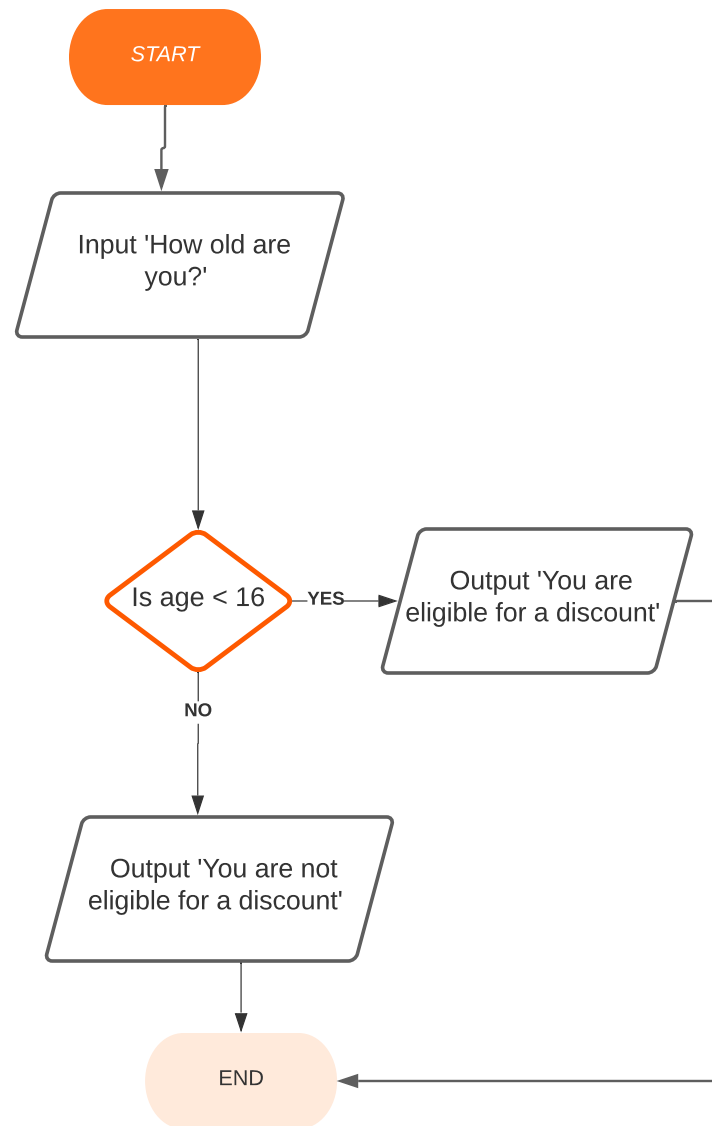 START
Input 'How old are
you?'
Is age < 16
YES
Output 'You are
eligible for a discount'
NO
Output 'You are not
eligible for a discount'
END